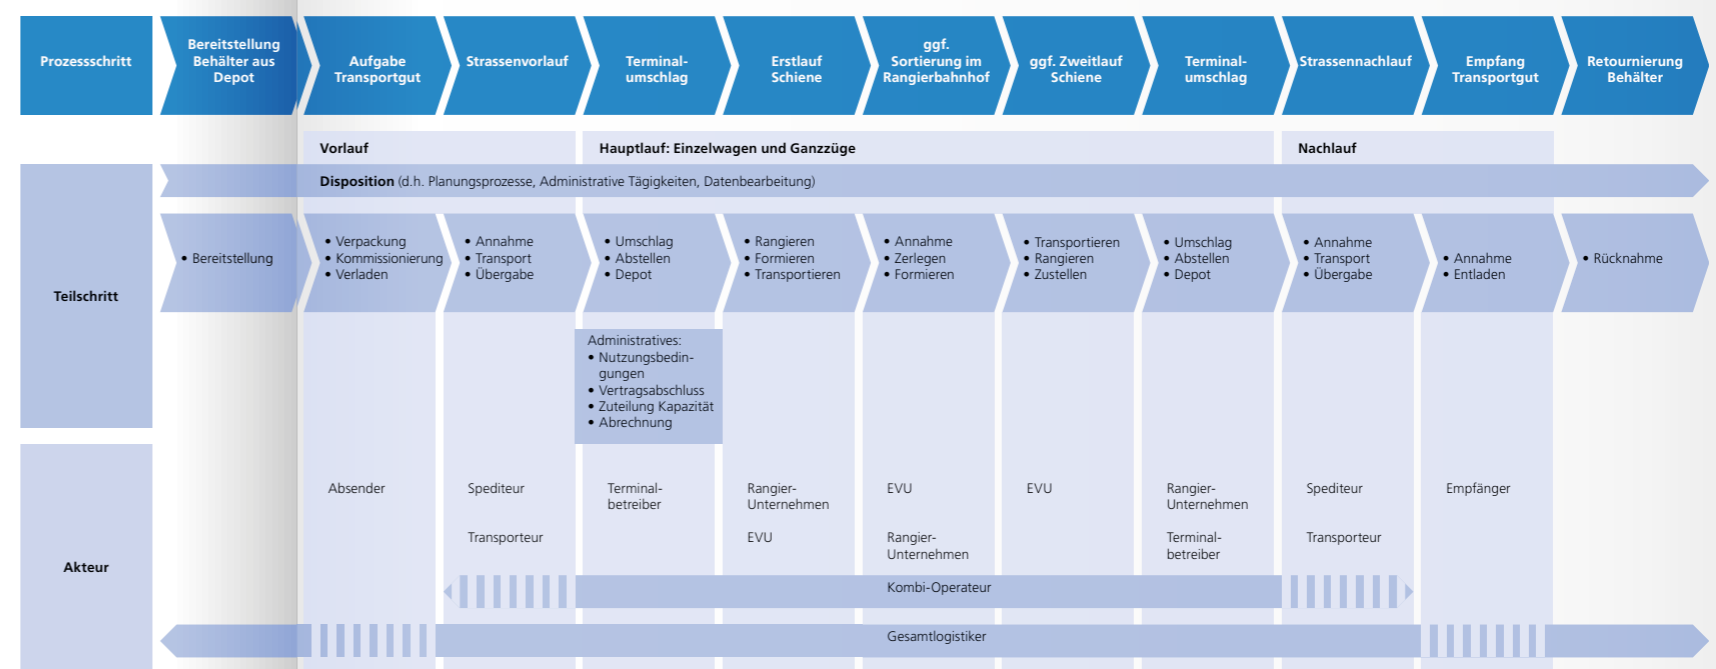 Prozessschritt
Bereitstellung
Behälter aus
Depot
Aufgabe
Transportgut
Strassenvorlauf
Terminal-
umschlag
Erstlauf
Schiene
ggf.
Sortierung im
Rangierbahnhof
ggf. Zweitlauf
Schiene
Terminal-
umschlag
Strassennachlauf
Empfang
Transportgut
Retournierung
Behälter
Vorlauf
Hauptlauf: Einzelwagen und Ganzzüge
Nachlauf
Disposition (d.h. Planungsprozesse, Administrative Tägigkeiten, Datenbearbeitung)
Teilschritt
• Bereitstellung
• Verpackung
• Kommissionierung
• Verladen
• Annahme
• Transport
• Übergabe
• Umschlag
• Abstellen
• Depot
• Rangieren
• Formieren
• Transportieren
• Annahme
• Zerlegen
• Formieren
• Transportieren
• Rangieren
• Zustellen
• Umschlag
• Abstellen
• Depot
• Annahme
• Transport
• Übergabe
• Annahme
• Entladen
• Rücknahme
Administratives:
• Nutzungsbedin-
gungen
• Vertragsabschluss
• Zuteilung Kapazität
• Abrechnung
Akteur
Absender
Spediteur
Transporteur
Terminal-
betreiber
Rangier-
Unternehmen
EVU
EVU
Rangier-
Unternehmen
EVU
Rangier-
Unternehmen
Terminal-
betreiber
Spediteur
Transporteur
Empfänger
Kombi-Operateur
Gesamtlogistiker